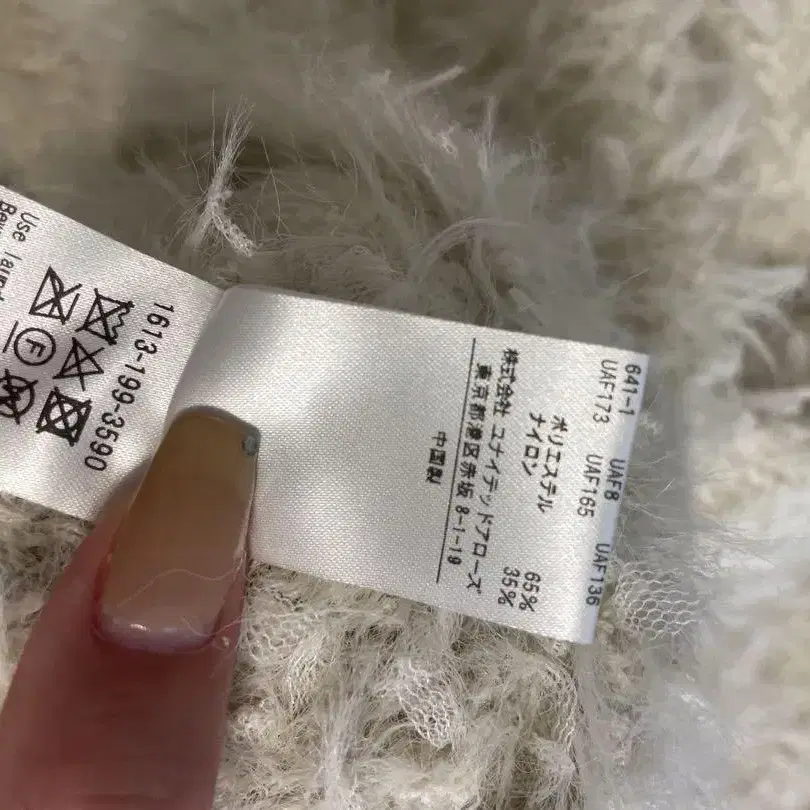 641-1 UAF8 UAF136
UAF173 UAF165
ポリエステル 65%
ナイロン 35%
株式会社 ユナイテッドアローズ
東京都港区赤坂 8-1-19
中国製
1613-199-3590
F
Use